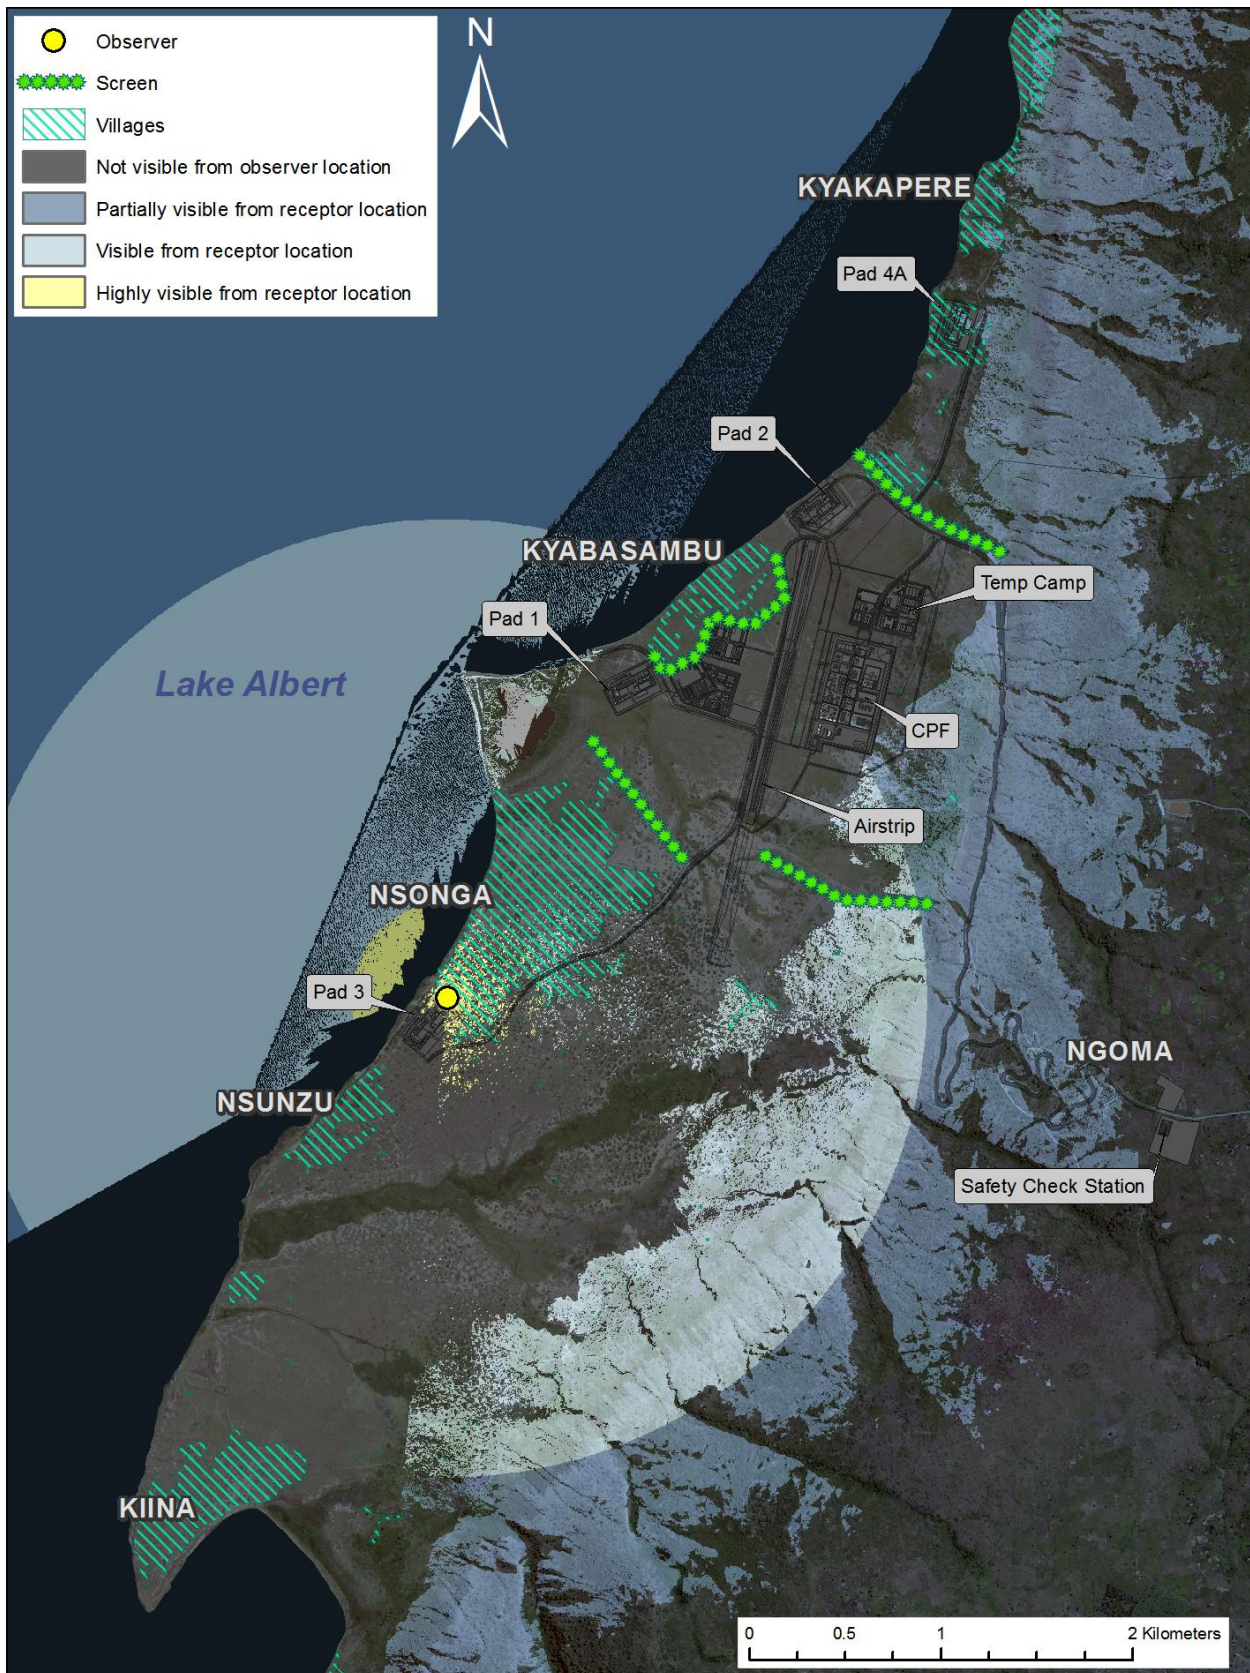 Observer
Screen
Villages
Not visible from observer location
Partially visible from receptor location
Visible from receptor location
Highly visible from receptor location
N
KYAKAPERE
Pad 4A
Pad 2
KYABASAMBU
Temp Camp
Pad 1
Lake Albert
CPF
Airstrip
NSONGA
Pad 3
NGOMA
NSUNZU
Safety Check Station
KIINA
0 0.5 1 2 Kilometers